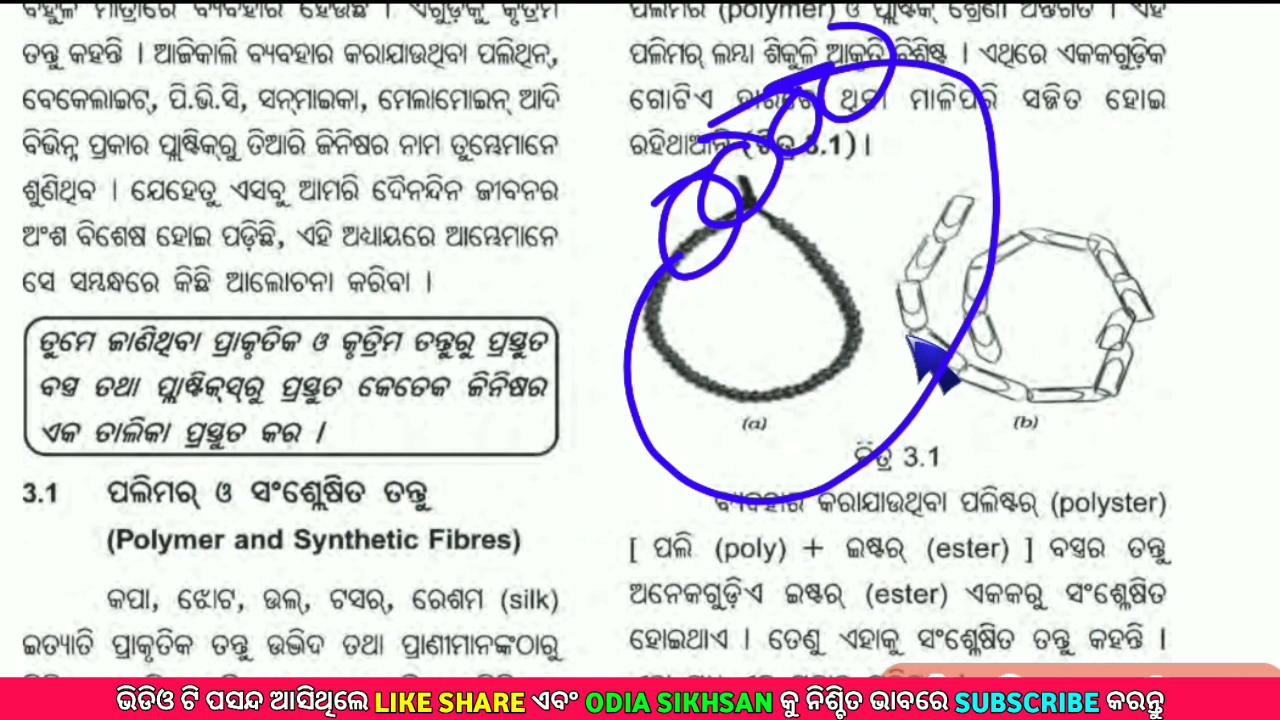 ବହୁଳ ମାତ୍ରାରେ ବ୍ୟବହାର ହେଉଛି । ଏଗୁଡ଼ିକୁ କୃତ୍ରିମ
ତନ୍ତୁ କହନ୍ତି । ଆଜିକାଲି ବ୍ୟବହାର କରାଯାଉଥିବା ପଲିଥିନ୍,
ବେକେଲାଇଟ୍, ପି.ଭି.ସି, ସନ୍‌ମାଇକା, ମେଲାମୋଇନ୍ ଆଦି
ବିଭିନ୍ନ ପ୍ରକାର ପ୍ଲାଷ୍ଟିକ୍‌ରୁ ତିଆରି ଜିନିଷର ନାମ ତୁମ୍ଭେମାନେ
ଶୁଣିଥିବ । ଯେହେତୁ ଏସବୁ ଆମରି ଦୈନନ୍ଦିନ ଜୀବନର
ଅଂଶ ବିଶେଷ ହୋଇ ପଡ଼ିଛି, ଏହି ଅଧ୍ୟାୟରେ ଆମ୍ଭେମାନେ
ସେ ସମ୍ବନ୍ଧରେ କିଛି ଆଲୋଚନା କରିବା ।
ତୁମେ ଜାଣିଥିବା ପ୍ରାକୃତିକ ଓ କୃତ୍ରିମ ତନ୍ତୁରୁ ପ୍ରସ୍ତୁତ
ବସ୍ତ୍ର ତଥା ପ୍ଲାଷ୍ଟିକ୍‌ସ୍‌ରୁ ପ୍ରସ୍ତୁତ କେତେକ ଜିନିଷର
ଏକ ତାଲିକା ପ୍ରସ୍ତୁତ କର ।
3.1 ପଲିମର୍ ଓ ସଂଶ୍ଳେଷିତ ତନ୍ତୁ
(Polymer and Synthetic Fibres)
କପା, ଝୋଟ, ଉଲ୍, ଟସର୍, ରେଶମ (silk)
ଇତ୍ୟାଦି ପ୍ରାକୃତିକ ତନ୍ତୁ ଉଦ୍ଭିଦ ତଥା ପ୍ରାଣୀମାନଙ୍କଠାରୁ
ପଲିମର (polymer) ଓ ପ୍ଲାଷ୍ଟିକ୍ ଶ୍ରେଣୀ ଅନ୍ତର୍ଗତ । ଏହି
ପଲିମର୍ ଲମ୍ବା ଶିକୁଳି ଆକୃତି ବିଶିଷ୍ଟ । ଏଥିରେ ଏକକଗୁଡ଼ିକ
ଗୋଟିଏ ଥିବା ମାଳିପରି ସଜ୍ଜିତ ହୋଇ
ରହିଥାଆନ୍ତି (ଚିତ୍ର 3.1) ।
(a)
(b)
ଚିତ୍ର 3.1
ବ୍ୟବହାର କରାଯାଉଥିବା ପଲିଷ୍ଟର୍ (polyster)
[ ପଲି (poly) + ଇଷ୍ଟର୍ (ester) ] ବସ୍ତ୍ରର ତନ୍ତୁ
ଅନେକଗୁଡ଼ିଏ ଇଷ୍ଟର୍ (ester) ଏକକରୁ ସଂଶ୍ଳେଷିତ
ହୋଇଥାଏ । ତେଣୁ ଏହାକୁ ସଂଶ୍ଳେଷିତ ତନ୍ତୁ କହନ୍ତି ।
ଭିଡିଓ ଟି ପସନ୍ଦ ଆସିଥିଲେ LIKE SHARE ଏବଂ ODIA SIKHSAN କୁ ନିଶ୍ଚିତ ଭାବରେ SUBSCRIBE କରନ୍ତୁ